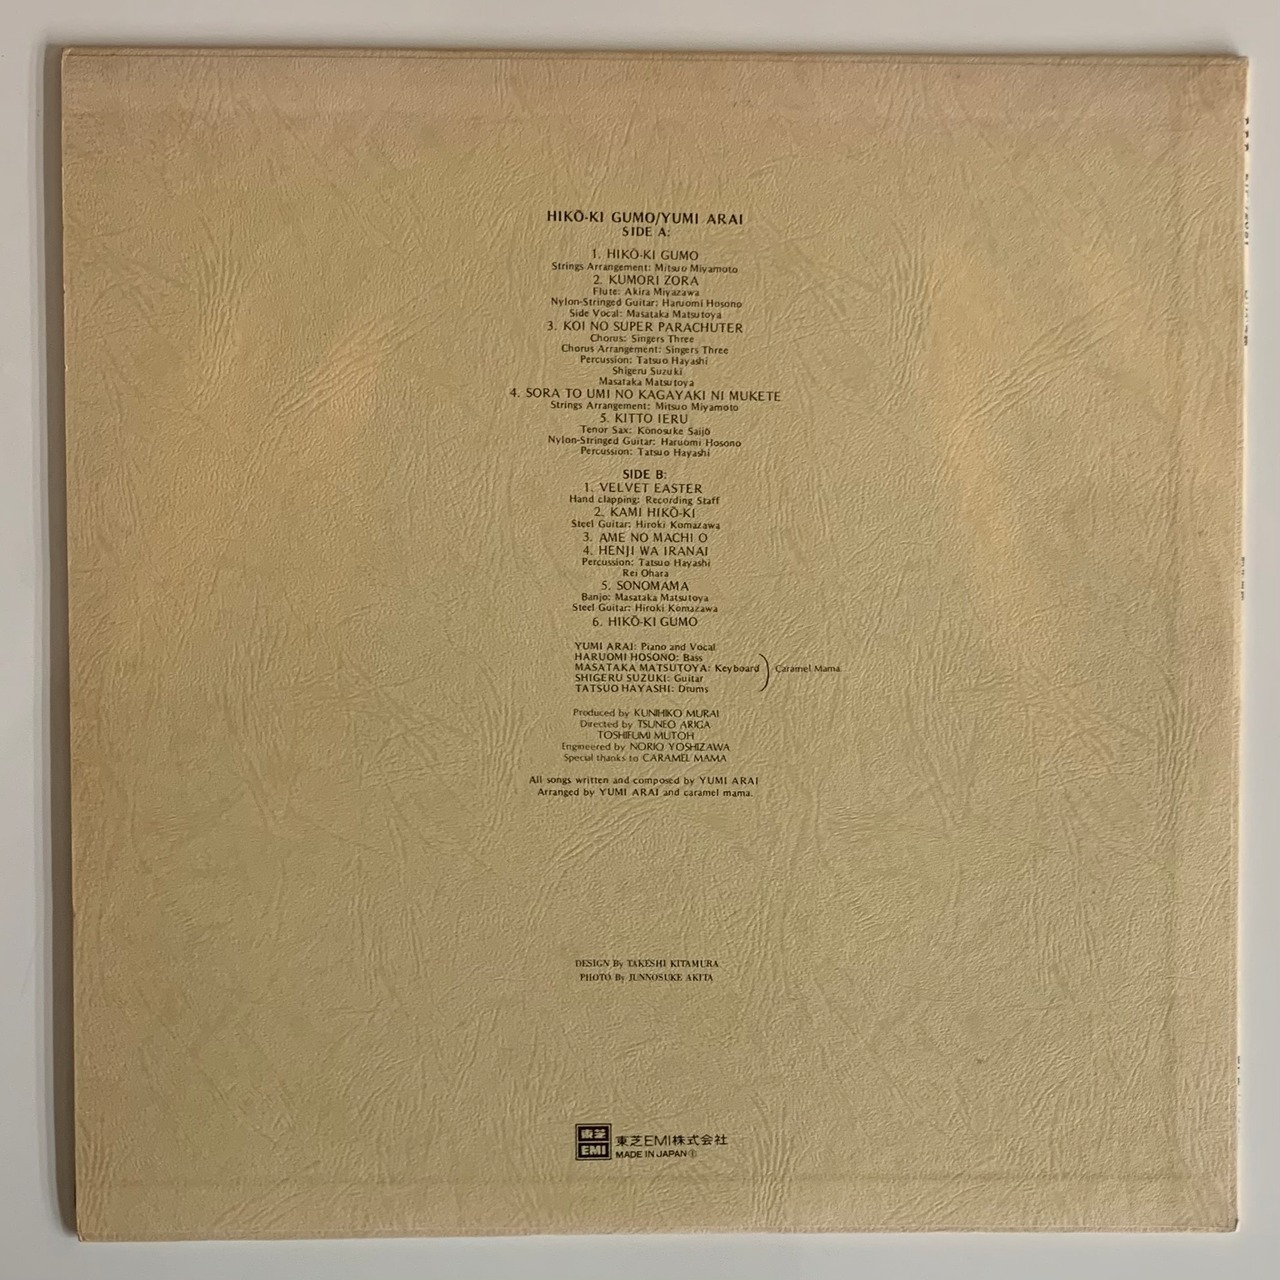 HIKŌ-KI GUMO/YUMI ARAI
SIDE A:
1. HIKŌ-KI GUMO
Strings Arrangement: Mitsuo Miyamoto
2. KUMORI ZORA
Flute: Akira Miyazawa
Nylon-Stringed Guitar: Haruomi Hosono
Side Vocal: Masataka Matsutoya
3. KOI NO SUPER PARACHUTER
Chorus: Singers Three
Chorus Arrangement: Singers Three
Percussion: Tatsuo Hayashi
Shigeru Suzuki
Masataka Matsutoya
4. SORA TO UMI NO KAGAYAKI NI MUKETE
Strings Arrangement: Mitsuo Miyamoto
5. KITTO IERU
Tenor Sax: Kōnosuke Saijō
Nylon-Stringed Guitar: Haruomi Hosono
Percussion: Tatsuo Hayashi
SIDE B:
1. VELVET EASTER
Hand clapping: Recording Staff
2. KAMI HIKŌ-KI
Steel Guitar: Hiroki Komazawa
3. AME NO MACHI O
4. HENJI WA IRANAI
Percussion: Tatsuo Hayashi
Rei Ohara
5. SONOMAMA
Banjo: Masataka Matsutoya
Steel Guitar: Hiroki Komazawa
6. HIKŌ-KI GUMO
YUMI ARAI: Piano and Vocal
HARUOMI HOSONO: Bass
MASATAKA MATSUTOYA: Keyboard Caramel Mama
SHIGERU SUZUKI: Guitar
TATSUO HAYASHI: Drums
Produced by KUNIHIKO MURAI
Directed by TSUNEO ARIGA
TOSHIFUMI MUTOH
Engineered by NORIO YOSHIZAWA
Special thanks to CARAMEL MAMA
All songs written and composed by YUMI ARAI
Arranged by YUMI ARAI and caramel mama.
DESIGN By TAKESHI KITAMURA
PHOTO By JUNNOSUKE AKITA
東芝
EMI
東芝EMI株式会社
MADE IN JAPAN